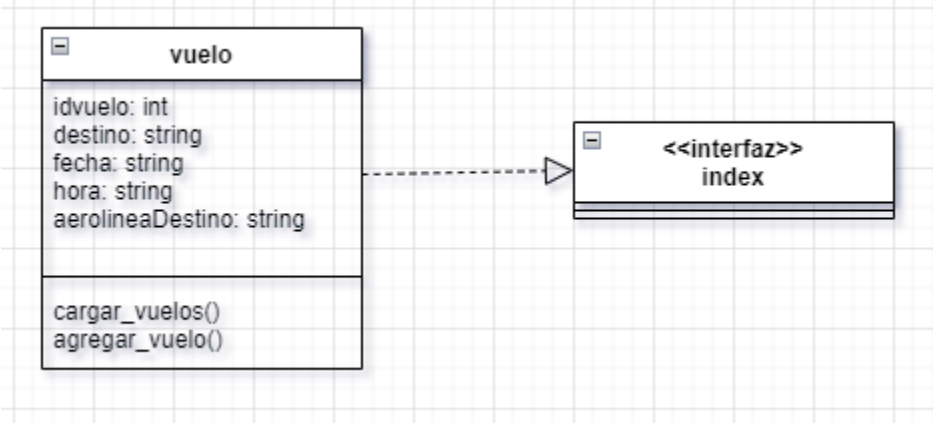 vuelo
idvuelo: int
destino: string
fecha: string
hora: string
aerolineaDestino: string
cargar_vuelos()
agregar_vuelo()
<<interfaz>>
index